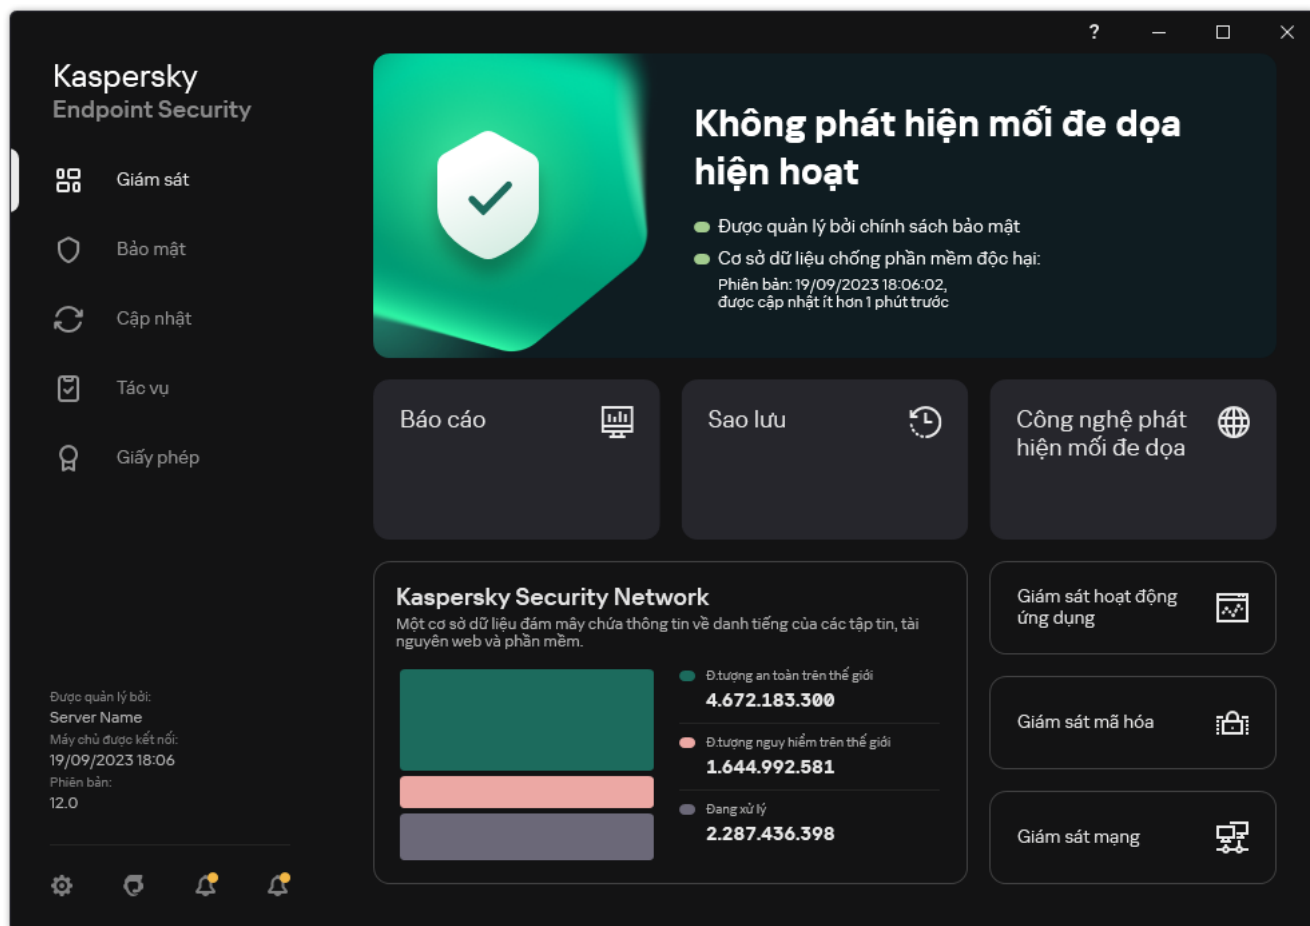 ?
Kaspersky
Endpoint Security
Giám sát
Bảo mật
Cập nhật
Tác vụ
Giấy phép
Được quản lý bởi:
Server Name
Máy chủ được kết nối:
19/09/2023 18:06
Phiên bản:
12.0
Không phát hiện mối đe dọa
hiện hoạt
Được quản lý bởi chính sách bảo mật
Cơ sở dữ liệu chống phần mềm độc hại:
Phiên bản: 19/09/2023 18:06:02,
được cập nhật ít hơn 1 phút trước
Báo cáo
Sao lưu
Công nghệ phát
hiện mối đe dọa
Kaspersky Security Network
Một cơ sở dữ liệu đám mây chứa thông tin về danh tiếng của các tập tin, tài
nguyên web và phần mềm.
Đ.tượng an toàn trên thế giới
4.672.183.300
Đ.tượng nguy hiểm trên thế giới
1.644.992.581
Đang xử lý
2.287.436.398
Giám sát hoạt động
ứng dụng
Giám sát mã hóa
Giám sát mạng